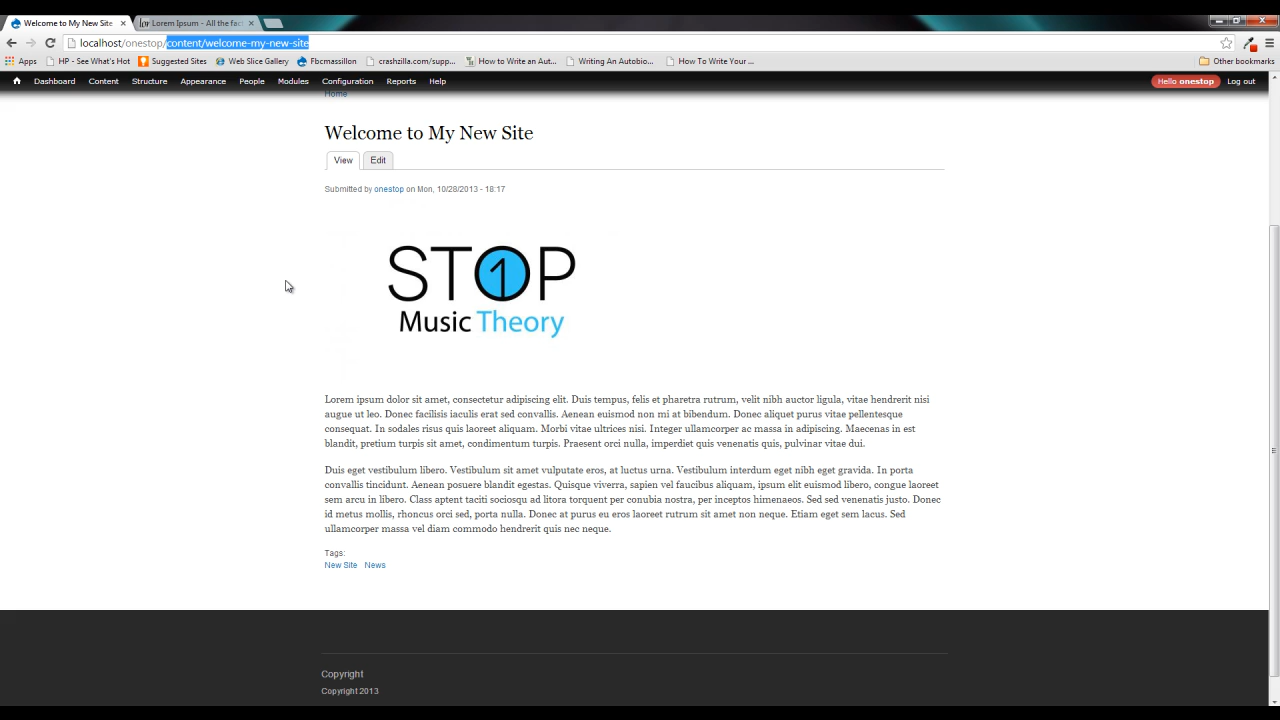 Welcome to My New Site
Lorem Ipsum - All the fac
localhost/onestop/content/welcome-my-new-site
Apps HP - See What's Hot Suggested Sites Web Slice Gallery Fbcmassillon crashzilla.com/supp... How to Write an Aut... Writing An Autobio... How To Write Your ... Other bookmarks
Dashboard Content Structure Appearance People Modules Configuration Reports Help Hello onestop Log out
Home
Welcome to My New Site
View Edit
Submitted by onestop on Mon, 10/28/2013 - 18:17
ST1P
Music Theory
Lorem ipsum dolor sit amet, consectetur adipiscing elit. Duis tempus, felis et pharetra rutrum, velit nibh auctor ligula, vitae hendrerit nisi
augue ut leo. Donec facilisis iaculis erat sed convallis. Aenean euismod non mi at bibendum. Donec aliquet purus vitae pellentesque
consequat. In sodales risus quis laoreet aliquam. Morbi vitae ultrices nisi. Integer ullamcorper ac massa in adipiscing. Maecenas in est
blandit, pretium turpis sit amet, condimentum turpis. Praesent orci nulla, imperdiet quis venenatis quis, pulvinar vitae dui.
Duis eget vestibulum libero. Vestibulum sit amet vulputate eros, at luctus urna. Vestibulum interdum eget nibh eget gravida. In porta
convallis tincidunt. Aenean posuere blandit egestas. Quisque viverra, sapien vel faucibus aliquam, ipsum elit euismod libero, congue laoreet
sem arcu in libero. Class aptent taciti sociosqu ad litora torquent per conubia nostra, per inceptos himenaeos. Sed sed venenatis justo. Donec
id metus mollis, rhoncus orci sed, porta nulla. Donec at purus eu eros laoreet rutrum sit amet non neque. Etiam eget sem lacus. Sed
ullamcorper massa vel diam commodo hendrerit quis nec neque.
Tags:
New Site News
Copyright
Copyright 2013